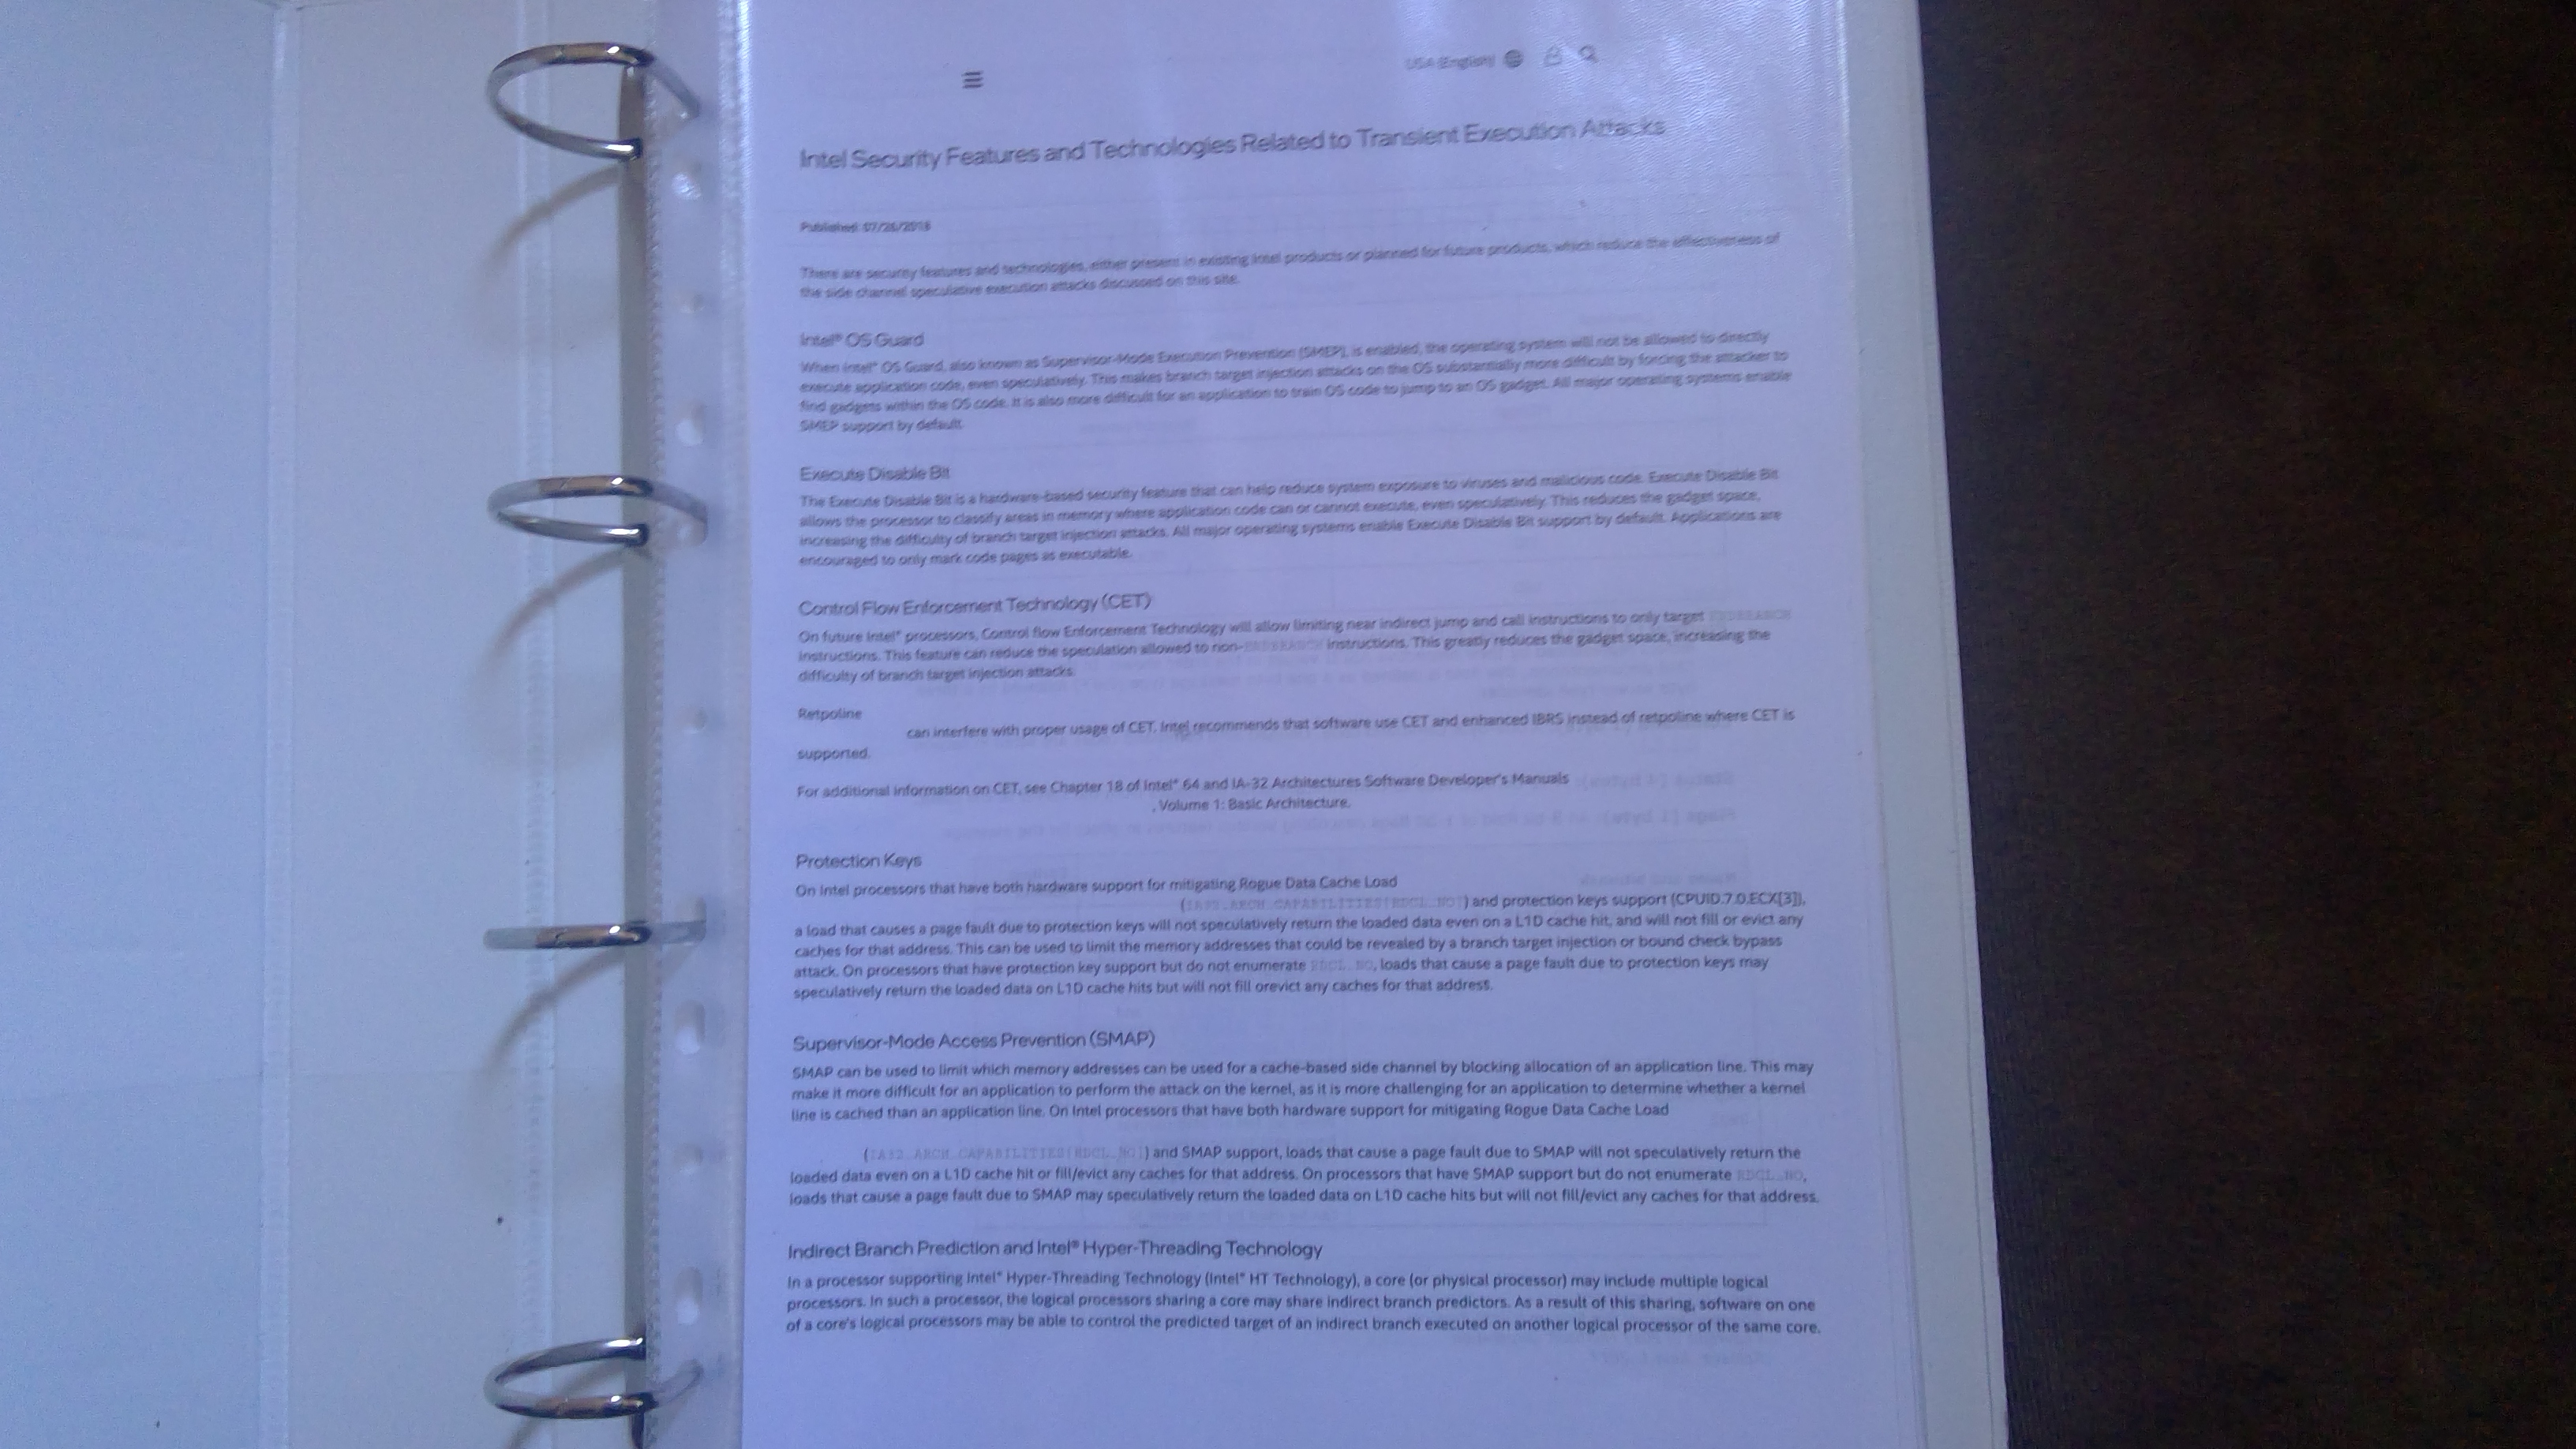 USA (English)
Intel Security Features and Technologies Related to Transient Execution Attacks
Published: 07/26/2018
There are security features and technologies, either present in existing Intel products or planned for future products, which reduce the effectiveness of
the side channel speculative execution attacks discussed on this site.
Intel® OS Guard
When Intel® OS Guard, also known as Supervisor-Mode Execution Prevention (SMEP), is enabled, the operating system will not be allowed to directly
execute application code, even speculatively. This makes branch target injection attacks on the OS substantially more difficult by forcing the attacker to
find gadgets within the OS code. It is also more difficult for an application to train OS code to jump to an OS gadget. All major operating systems enable
SMEP support by default.
Execute Disable Bit
The Execute Disable Bit is a hardware-based security feature that can help reduce system exposure to viruses and malicious code. Execute Disable Bit
allows the processor to classify areas in memory where application code can or cannot execute, even speculatively. This reduces the gadget space,
increasing the difficulty of branch target injection attacks. All major operating systems enable Execute Disable Bit support by default. Applications are
encouraged to only mark code pages as executable.
Control Flow Enforcement Technology (CET)
On future Intel® processors, Control flow Enforcement Technology will allow limiting near indirect jump and call instructions to only target
instructions. This feature can reduce the speculation allowed to non- instructions. This greatly reduces the gadget space, increasing the
difficulty of branch target injection attacks.
Retpoline
can interfere with proper usage of CET. Intel recommends that software use CET and enhanced IBRS instead of retpoline where CET is
supported.
For additional information on CET, see Chapter 18 of Intel® 64 and IA-32 Architectures Software Developer's Manuals
, Volume 1: Basic Architecture.
Protection Keys
On Intel processors that have both hardware support for mitigating Rogue Data Cache Load
(IA32_ARCH_CAPABILITIES[RDCL_NO]) and protection keys support (CPUID.7.0.ECX[3]),
a load that causes a page fault due to protection keys will not speculatively return the loaded data even on a L1D cache hit, and will not fill or evict any
caches for that address. This can be used to limit the memory addresses that could be revealed by a branch target injection or bound check bypass
attack. On processors that have protection key support but do not enumerate RDCL_NO, loads that cause a page fault due to protection keys may
speculatively return the loaded data on L1D cache hits but will not fill orevict any caches for that address.
Supervisor-Mode Access Prevention (SMAP)
SMAP can be used to limit which memory addresses can be used for a cache-based side channel by blocking allocation of an application line. This may
make it more difficult for an application to perform the attack on the kernel, as it is more challenging for an application to determine whether a kernel
line is cached than an application line. On Intel processors that have both hardware support for mitigating Rogue Data Cache Load
(IA32_ARCH_CAPABILITIES[RDCL_NO]) and SMAP support, loads that cause a page fault due to SMAP will not speculatively return the
loaded data even on a L1D cache hit or fill/evict any caches for that address. On processors that have SMAP support but do not enumerate RDCL_NO,
loads that cause a page fault due to SMAP may speculatively return the loaded data on L1D cache hits but will not fill/evict any caches for that address.
Indirect Branch Prediction and Intel® Hyper-Threading Technology
In a processor supporting Intel® Hyper-Threading Technology (Intel® HT Technology), a core (or physical processor) may include multiple logical
processors. In such a processor, the logical processors sharing a core may share indirect branch predictors. As a result of this sharing, software on one
of a core's logical processors may be able to control the predicted target of an indirect branch executed on another logical processor of the same core.